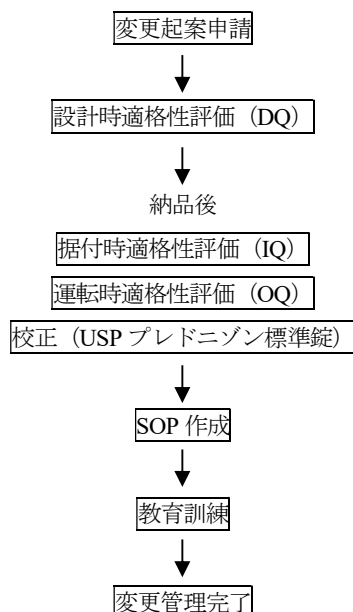 変更起案申請
設計時適格性評価（DQ）
納品後
据付時適格性評価（IQ）
運転時適格性評価（OQ）
校正（USP プレドニゾン標準錠）
SOP 作成
教育訓練
変更管理完了